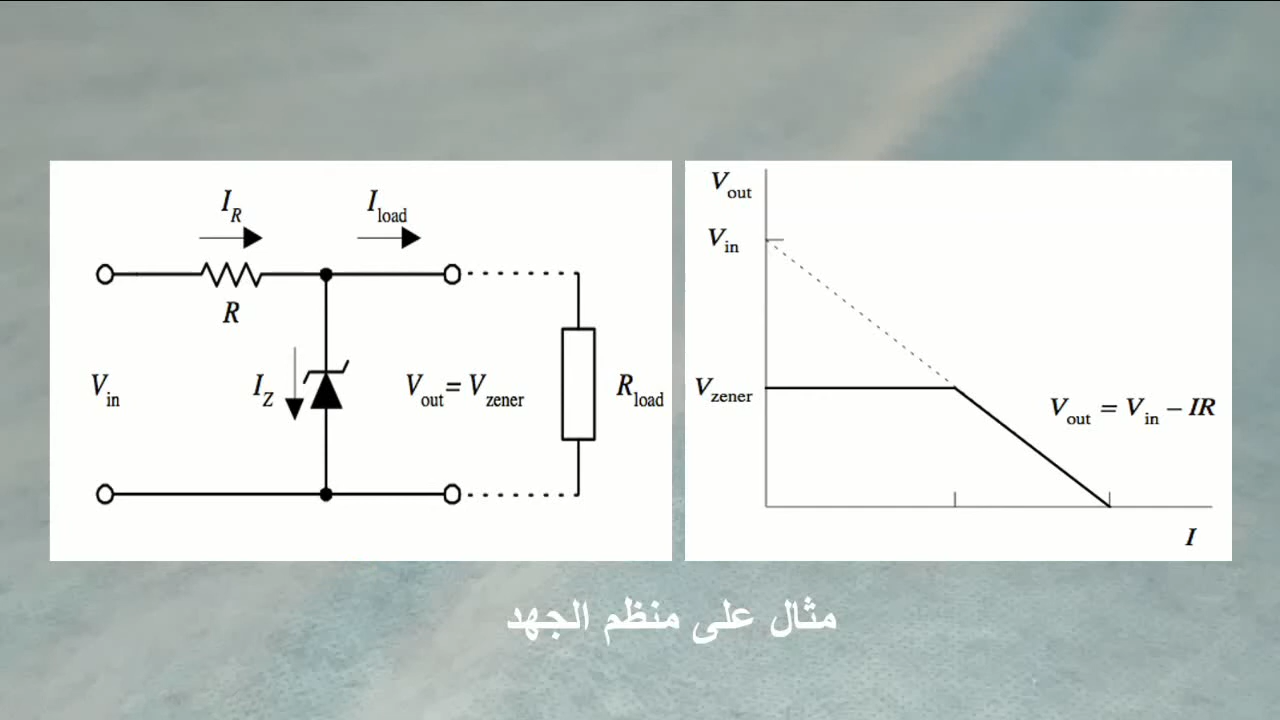 I_R
I_load
R
V_in
I_Z
V_out = V_zener
R_load
V_out
V_in
V_zener
V_out = V_in – IR
I
مثال على منظم الجهد